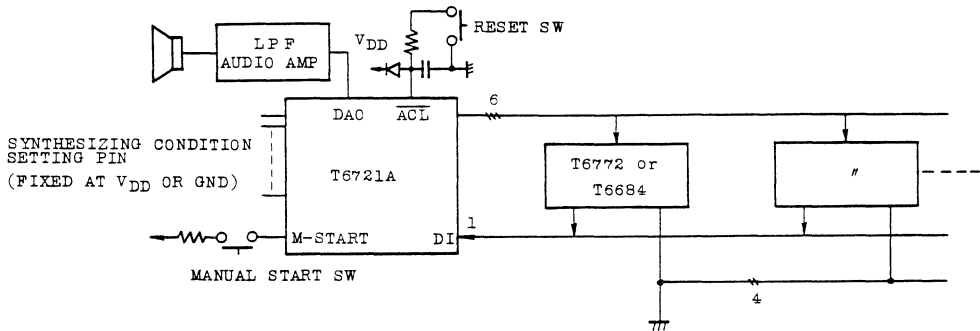 RESET SW
LPF
AUDIO AMP
VDD
DAO
ACL
6
SYNTHESIZING CONDITION
SETTING PIN
(FIXED AT VDD OR GND)
T6721A
T6772 or
T6684
〃
1
M-START
DI
MANUAL START SW
4